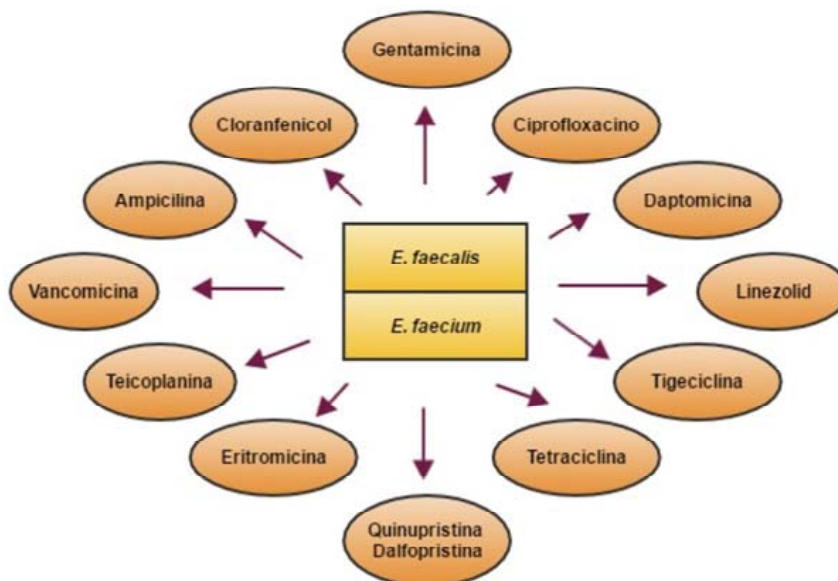 Gentamicina
Cloranfenicol
Ciprofloxacino
Ampicilina
Daptomicina
E. faecalis
Vancomicina
Linezolid
E. faecium
Teicoplanina
Tigeciclina
Eritromicina
Tetraciclina
Quinupristina
Dalfopristina